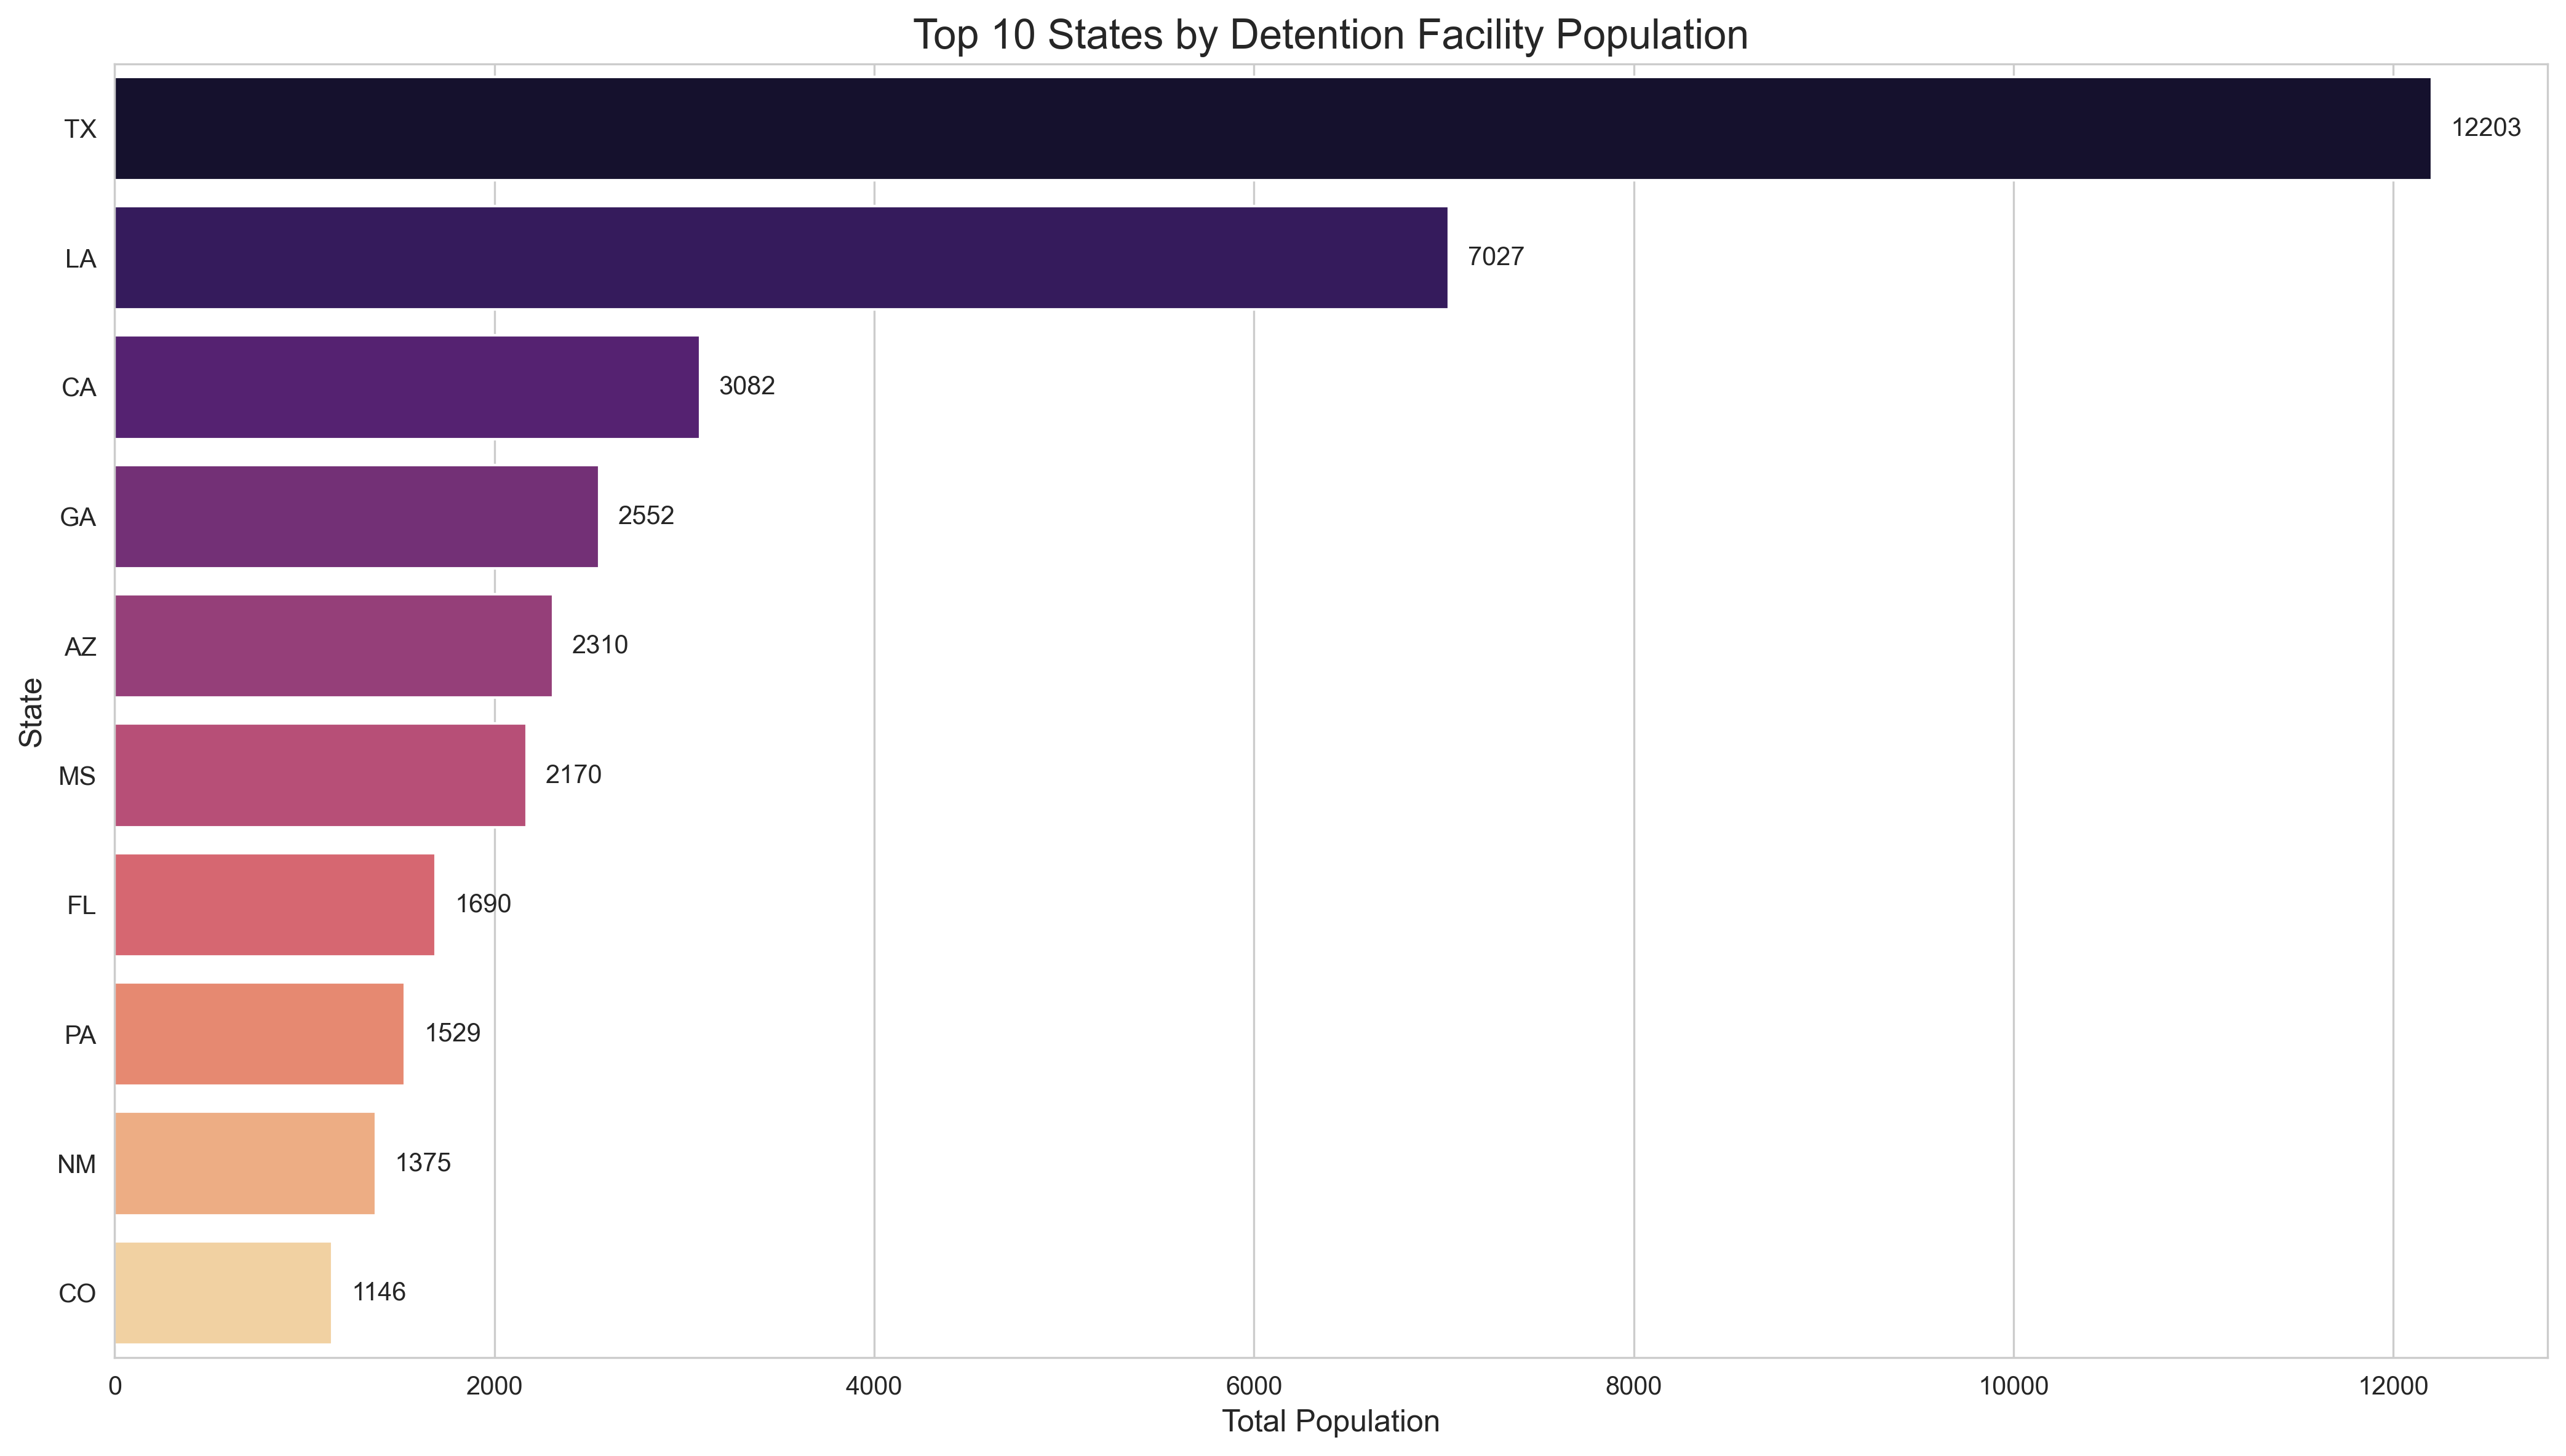 Top 10 States by Detention Facility Population
TX
12203
LA
7027
CA
3082
GA
2552
AZ
2310
State
MS
2170
FL
1690
PA
1529
NM
1375
CO
1146
0 2000 4000 6000 8000 10000 12000
Total Population